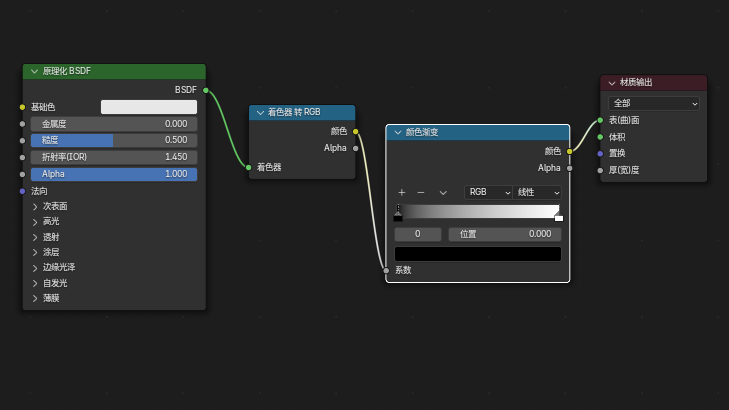 原理化 BSDF
BSDF
基础色
金属度 0.000
糙度 0.500
折射率(IOR) 1.450
Alpha 1.000
法向
次表面
高光
透射
涂层
边缘光泽
自发光
薄膜
着色器 转 RGB
颜色
Alpha
着色器
颜色渐变
颜色
Alpha
RGB 线性
0 位置 0.000
系数
材质输出
全部
表(曲)面
体积
置换
厚(宽)度